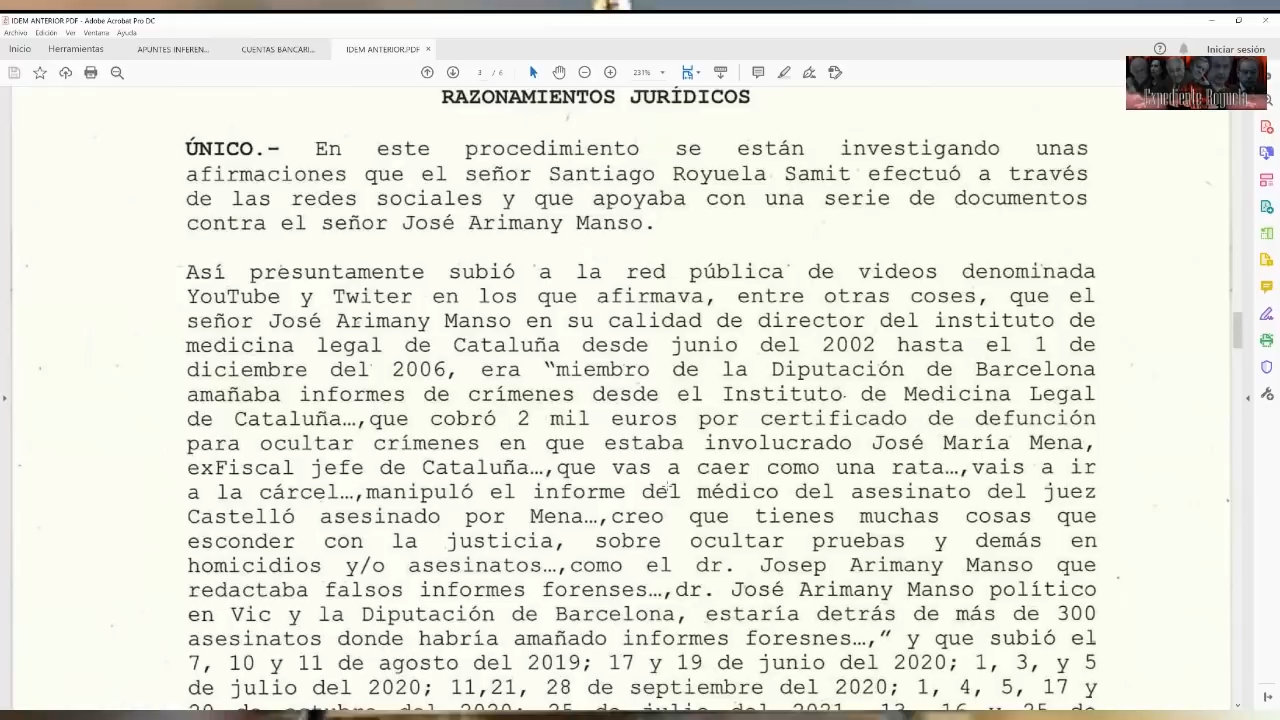 IDEM ANTERIOR.PDF - Adobe Acrobat Pro DC
Archivo Edición Ver Ventana Ayuda
Inicio Herramientas APUNTES INFEREN... CUENTAS BANCARI... IDEM ANTERIOR.PDF × Iniciar sesión
3 / 6 231%
Expediente Royuela
RAZONAMIENTOS JURÍDICOS
ÚNICO.- En este procedimiento se están investigando unas
afirmaciones que el señor Santiago Royuela Samit efectuó a través
de las redes sociales y que apoyaba con una serie de documentos
contra el señor José Arimany Manso.
Así presuntamente subió a la red pública de videos denominada
YouTube y Twiter en los que afirmava, entre otras coses, que el
señor José Arimany Manso en su calidad de director del instituto de
medicina legal de Cataluña desde junio del 2002 hasta el 1 de
diciembre del 2006, era “miembro de la Diputación de Barcelona
amañaba informes de crímenes desde el Instituto de Medicina Legal
de Cataluña…,que cobró 2 mil euros por certificado de defunción
para ocultar crímenes en que estaba involucrado José María Mena,
exFiscal jefe de Cataluña…,que vas a caer como una rata…,vais a ir
a la cárcel…,manipuló el informe del médico del asesinato del juez
Castelló asesinado por Mena…,creo que tienes muchas cosas que
esconder con la justicia, sobre ocultar pruebas y demás en
homicidios y/o asesinatos…,como el dr. Josep Arimany Manso que
redactaba falsos informes forenses…,dr. José Arimany Manso político
en Vic y la Diputación de Barcelona, estaría detrás de más de 300
asesinatos donde habría amañado informes foresnes…,” y que subió el
7, 10 y 11 de agosto del 2019; 17 y 19 de junio del 2020; 1, 3, y 5
de julio del 2020; 11,21, 28 de septiembre del 2020; 1, 4, 5, 17 y